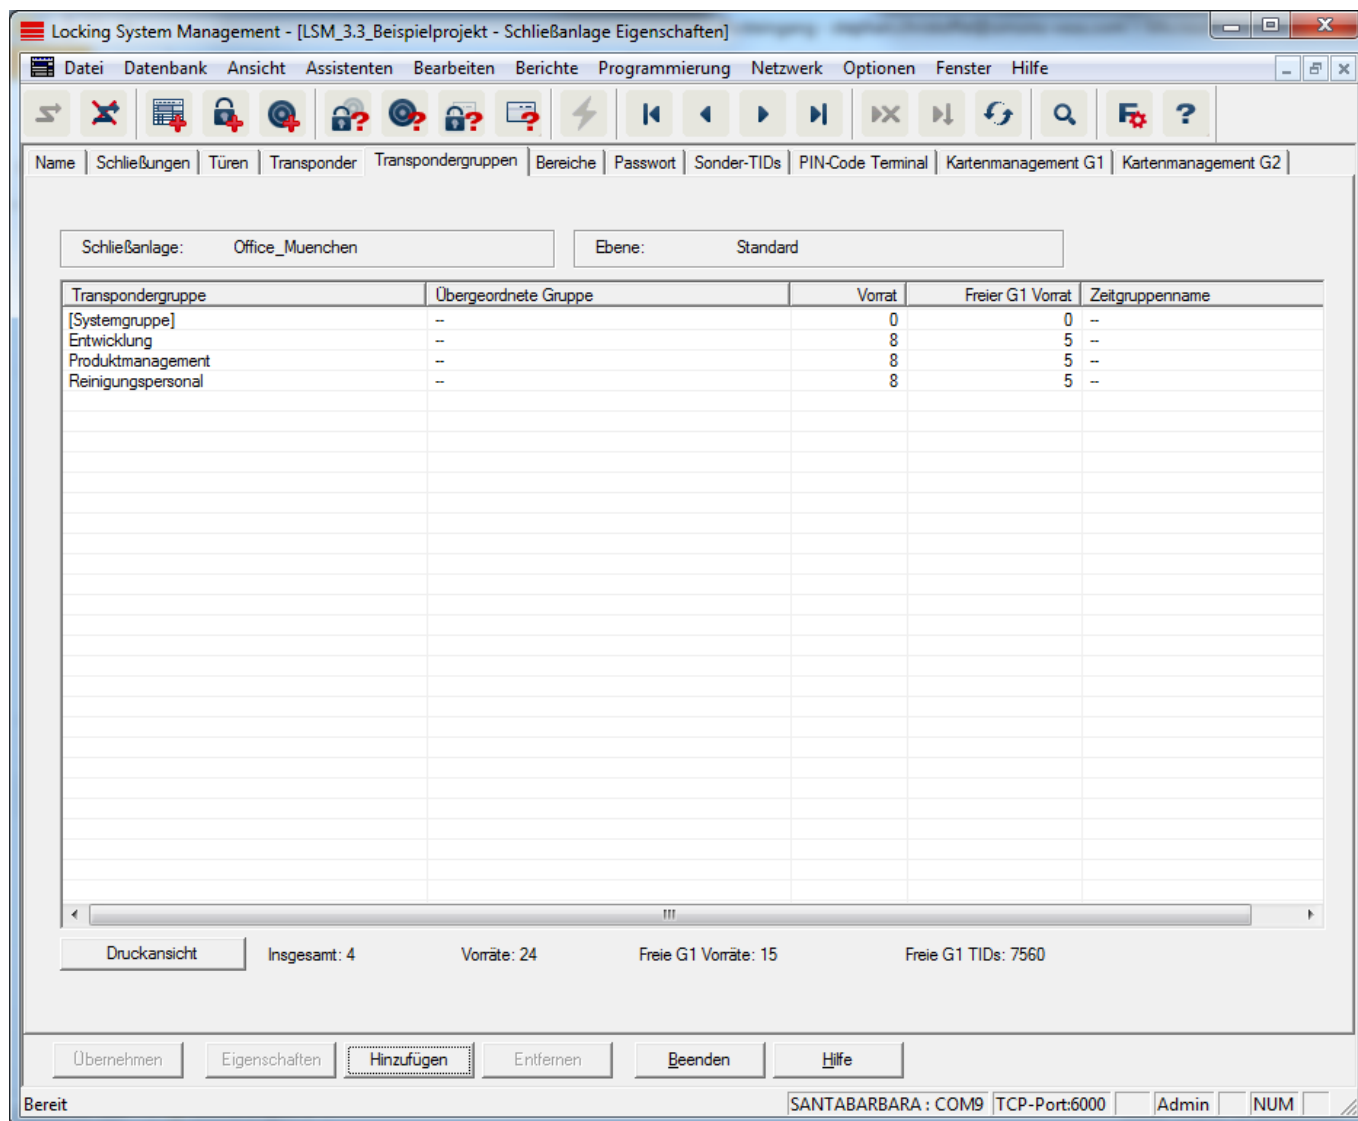 Locking System Management - [LSM_3.3_Beispielprojekt - Schließanlage Eigenschaften]
Datei Datenbank Ansicht Assistenten Bearbeiten Berichte Programmierung Netzwerk Optionen Fenster Hilfe
Name Schließungen Türen Transponder Transpondergruppen Bereiche Passwort Sonder-TIDs PIN-Code Terminal Kartenmanagement G1 Kartenmanagement G2
Schließanlage: Office_Muenchen Ebene: Standard
Transpondergruppe Übergeordnete Gruppe Vorrat Freier G1 Vorrat Zeitgruppenname
[Systemgruppe] -- 0 0 --
Entwicklung -- 8 5 --
Produktmanagement -- 8 5 --
Reinigungspersonal -- 8 5 --
Druckansicht Insgesamt: 4 Vorräte: 24 Freie G1 Vorräte: 15 Freie G1 TIDs: 7560
Übernehmen Eigenschaften Hinzufügen Entfernen Beenden Hilfe
Bereit SANTABARBARA : COM9 TCP-Port:6000 Admin NUM